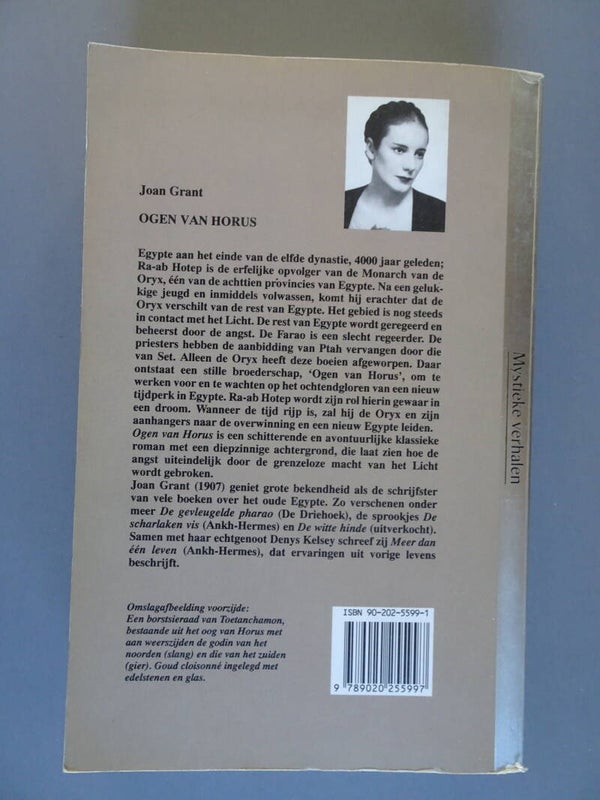 Joan Grant
OGEN VAN HORUS
Egypte aan het einde van de elfde dynastie, 4000 jaar geleden;
Ra-ab Hotep is de erfelijke opvolger van de Monarch van de
Oryx, één van de achttien provincies van Egypte. Na een geluk-
kige jeugd en inmiddels volwassen, komt hij erachter dat de
Oryx verschilt van de rest van Egypte. Het gebied is nog steeds
in contact met het Licht. De rest van Egypte wordt geregeerd en
beheerst door de angst. De Farao is een slecht regeerder. De
priesters hebben de aanbidding van Ptah vervangen door die
van Set. Alleen de Oryx heeft deze boeien afgeworpen. Daar
ontstaat een stille broederschap, 'Ogen van Horus', om te
werken voor en te wachten op het ochtendgloren van een nieuw
tijdperk in Egypte. Ra-ab Hotep wordt zijn rol hierin gewaar in
een droom. Wanneer de tijd rijp is, zal hij de Oryx en zijn
aanhangers naar de overwinning en een nieuw Egypte leiden.
Ogen van Horus is een schitterende en avontuurlijke klassieke
roman met een diepzinnige achtergrond, die laat zien hoe de
angst uiteindelijk door de grenzeloze macht van het Licht
wordt gebroken.
Joan Grant (1907) geniet grote bekendheid als de schrijfster
van vele boeken over het oude Egypte. Zo verschenen onder
meer De gevleugelde pharao (De Driehoek), de sprookjes De
scharlaken vis (Ankh-Hermes) en De witte hinde (uitverkocht).
Samen met haar echtgenoot Denys Kelsey schreef zij Meer dan
één leven (Ankh-Hermes), dat ervaringen uit vorige levens
beschrijft.
Omslagafbeelding voorzijde:
Een borstsieraad van Toetanchamon,
bestaande uit het oog van Horus met
aan weerszijden de godin van het
noorden (slang) en die van het zuiden
(gier). Goud cloisonné ingelegd met
edelstenen en glas.
ISBN 90-202-5599-1
9 789020 255997
Mystieke verhalen